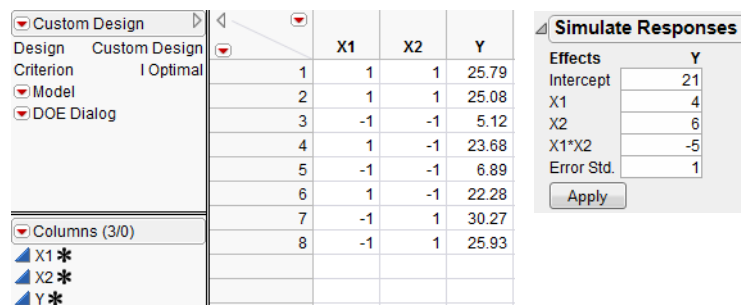 Custom Design
Design Custom Design
Criterion I Optimal
Model
DOE Dialog
Columns (3/0)
X1
X2
Y
X1 X2 Y
1 1 1 25.79
2 1 1 25.08
3 -1 -1 5.12
4 1 -1 23.68
5 -1 -1 6.89
6 1 -1 22.28
7 -1 1 30.27
8 -1 1 25.93
Simulate Responses
Effects Y
Intercept 21
X1 4
X2 6
X1*X2 -5
Error Std. 1
Apply